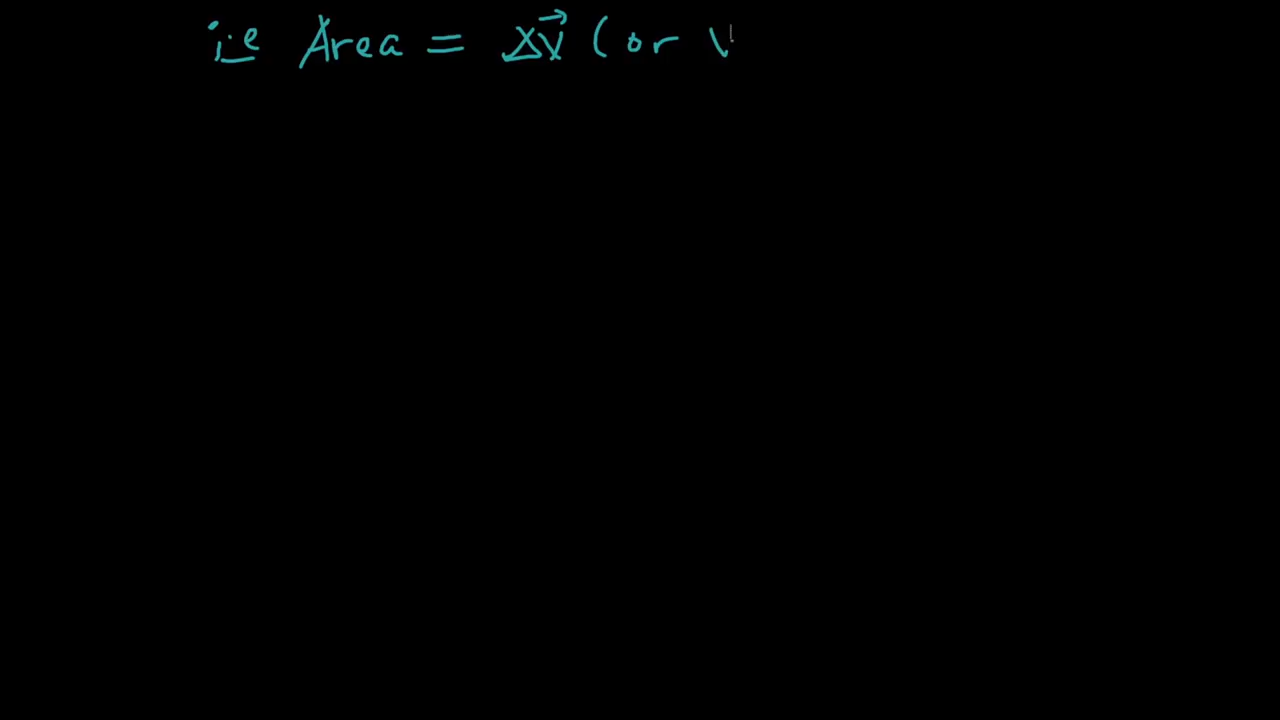 i.e Area = Δv⃗ (or